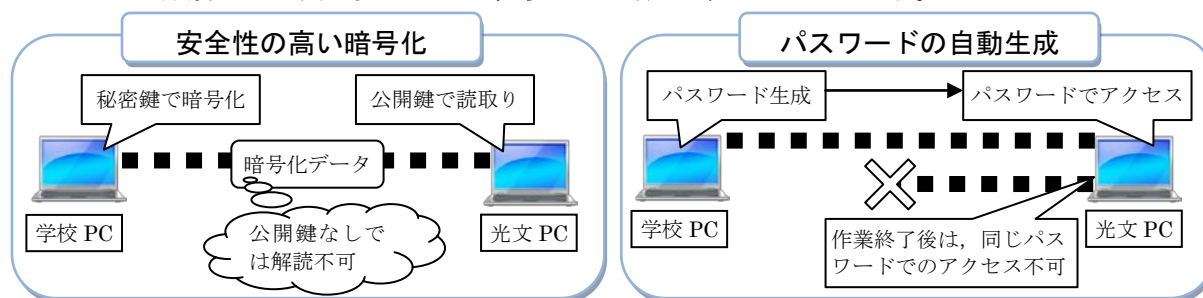 安全性の高い暗号化
秘密鍵で暗号化
公開鍵で読取り
暗号化データ
学校 PC
公開鍵なしで
は解読不可
光文 PC
パスワードの自動生成
パスワード生成
パスワードでアクセス
学校 PC
作業終了後は，同じパス
ワードでのアクセス不可
光文 PC